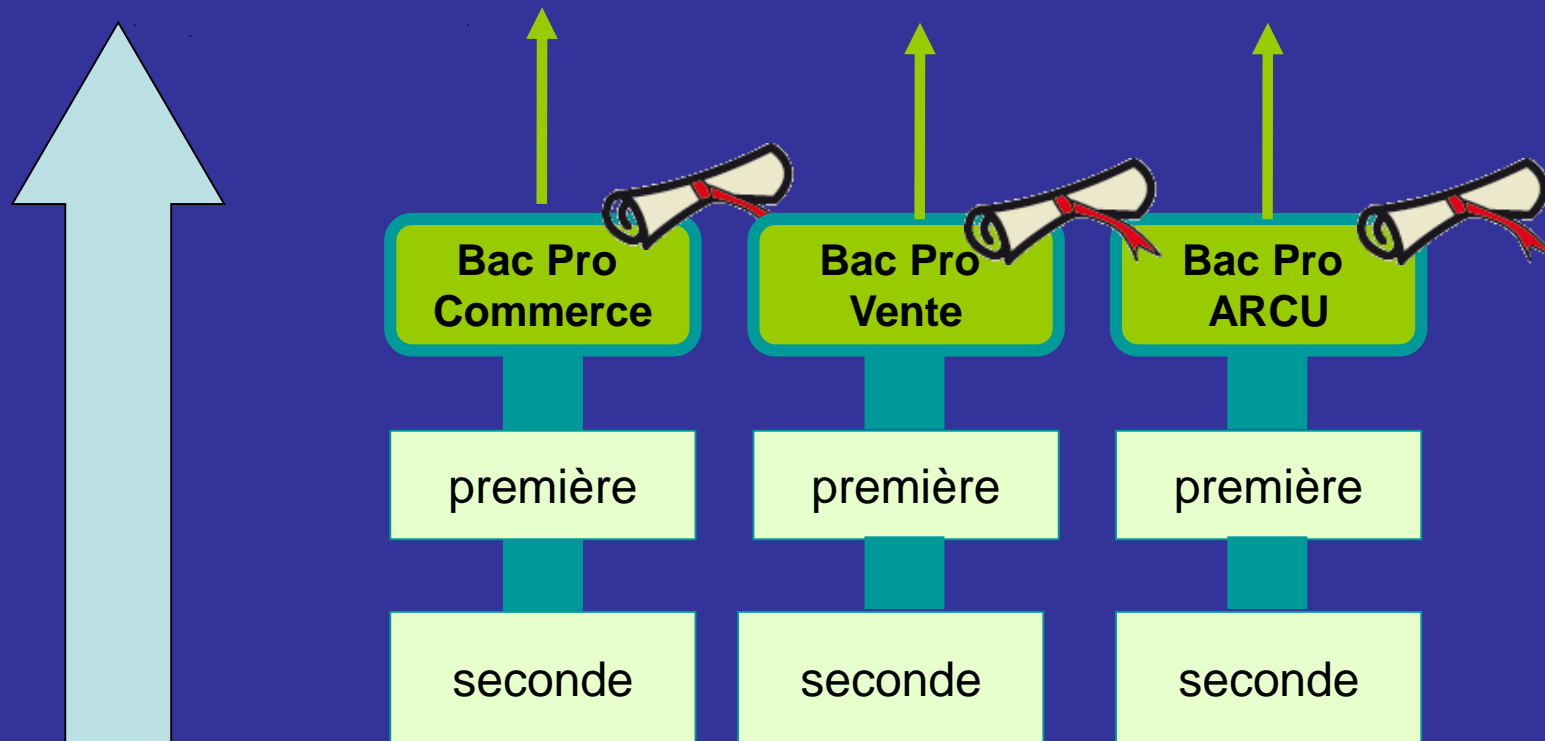 Bac Pro
Commerce
Bac Pro
Vente
Bac Pro
ARCU
première
première
première
seconde
seconde
seconde